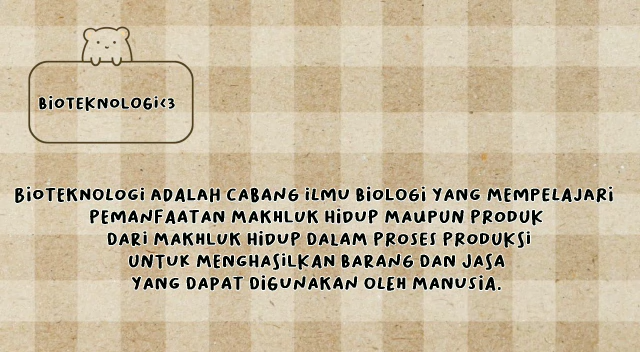 BiOTEKNOLOGi<3
BiOTEKNOLOGi ADALAH CABANG iLMU BiOLOGi YANG MEMPELAJARi
PEMANFAATAN MAKHLUK HiDUP MAUPUN PRODUK
DARi MAKHLUK HiDUP DALAM PROSES PRODUKSi
UNTUK MENGHASiLKAN BARANG DAN JASA
YANG DAPAT DiGUNAKAN OLEH MANUSiA.